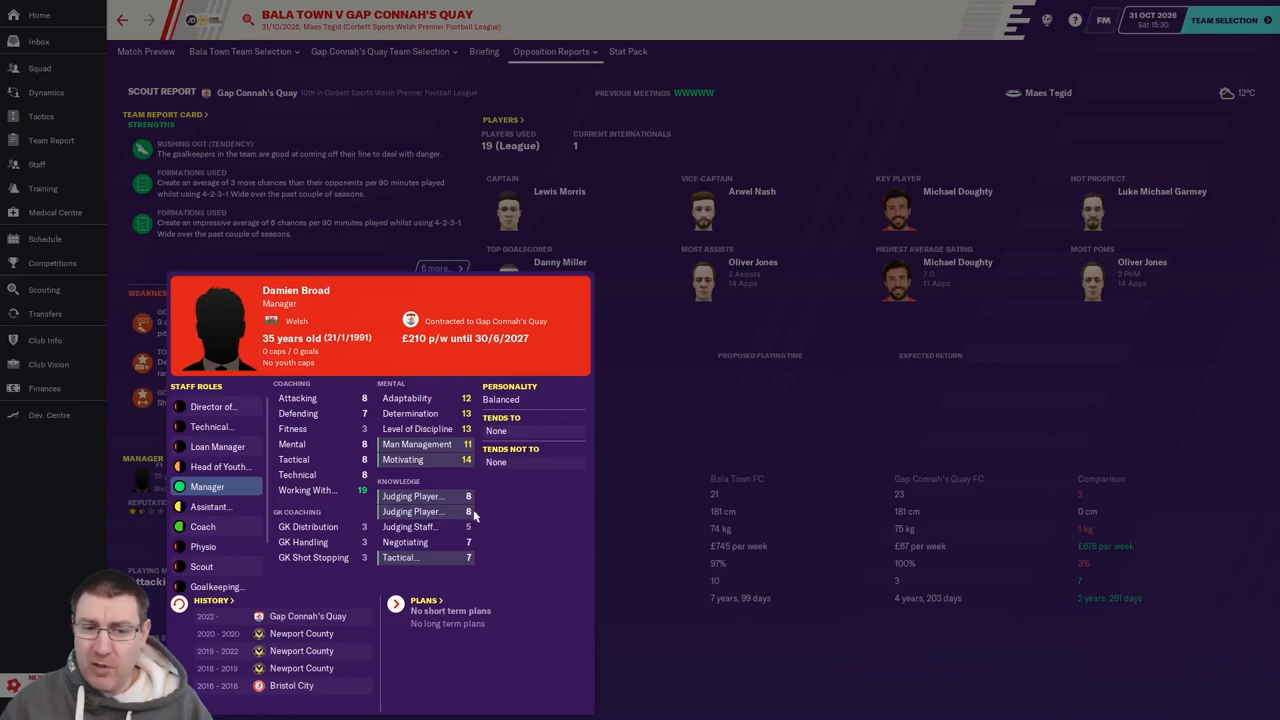 Home
Inbox
Squad
Dynamics
Tactics
Team Report
Staff
Training
Medical Centre
Schedule
Competitions
Scouting
Transfers
Club Info
Club Vision
Finances
Dev. Centre
JD
BALA TOWN V GAP CONNAH'S QUAY
31/10/2026, Maes Tegid (Corbett Sports Welsh Premier Football League)
?
FM
31 OCT 2026
Sat 15:30
TEAM SELECTION
Match Preview
Bala Town Team Selection
Gap Connah's Quay Team Selection
Briefing
Opposition Reports
Stat Pack
SCOUT REPORT
Gap Connah's Quay
10th in Corbett Sports Welsh Premier Football League
PREVIOUS MEETINGS WWWWW
Maes Tegid
12°C
TEAM REPORT CARD >
STRENGTHS
RUSHING OUT (TENDENCY)
The goalkeepers in the team are good at coming off their line to deal with danger.
FORMATIONS USED
Create an average of 3 more chances than their opponents per 90 minutes played
whilst using 4-2-3-1 Wide over the past couple of seasons.
FORMATIONS USED
Create an impressive average of 6 chances per 90 minutes played whilst using 4-2-3-1
Wide over the past couple of seasons.
6 more...
PLAYERS >
PLAYERS USED
19 (League)
CURRENT INTERNATIONALS
1
CAPTAIN
Lewis Morris
VICE-CAPTAIN
Arwel Nash
KEY PLAYER
Michael Doughty
HOT PROSPECT
Luke Michael Garmey
TOP GOALSCORER
Danny Miller
MOST ASSISTS
Oliver Jones
2 Assists
14 Apps
HIGHEST AVERAGE RATING
Michael Doughty
7.0
11 Apps
MOST POMS
Oliver Jones
2 PoM
14 Apps
WEAKNES
MANAGER
REPUTATIO
PLAYING
Attacki
Damien Broad
Manager
Welsh
35 years old (21/1/1991)
0 caps / 0 goals
No youth caps
Contracted to Gap Connah's Quay
£210 p/w until 30/6/2027
STAFF ROLES
Director of...
Technical...
Loan Manager
Head of Youth...
Manager
Assistant...
Coach
Physio
Scout
Goalkeeping...
COACHING
Attacking 8
Defending 7
Fitness 3
Mental 8
Tactical 8
Technical 8
Working With... 19
GK COACHING
GK Distribution 3
GK Handling 3
GK Shot Stopping 3
MENTAL
Adaptability 12
Determination 13
Level of Discipline 13
Man Management 11
Motivating 14
KNOWLEDGE
Judging Player... 8
Judging Player... 8
Judging Staff... 5
Negotiating 7
Tactical... 7
PERSONALITY
Balanced
TENDS TO
None
TENDS NOT TO
None
HISTORY >
2022 - Gap Connah's Quay
2020 - 2020 Newport County
2019 - 2022 Newport County
2018 - 2019 Newport County
2016 - 2018 Bristol City
PLANS >
No short term plans
No long term plans
PROPOSED PLAYING TIME
EXPECTED RETURN
Bala Town FC Gap Connah's Quay FC Comparison
21 23 2
181 cm 181 cm 0 cm
74 kg 75 kg 1 kg
£745 per week £67 per week £678 per week
97% 100% 3%
10 3 7
7 years, 99 days 4 years, 203 days 2 years, 261 days